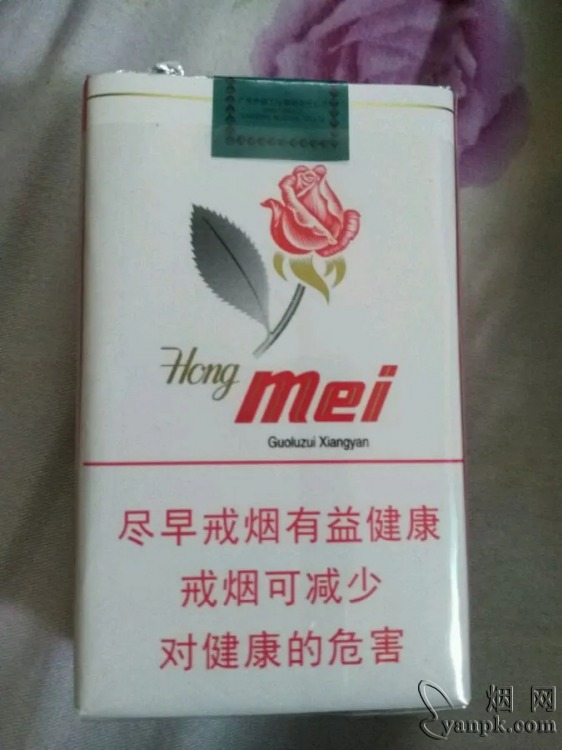 Hong
mei
Guoluzui Xiangyan
尽早戒烟有益健康
戒烟可减少
对健康的危害
烟网
yanpk.com